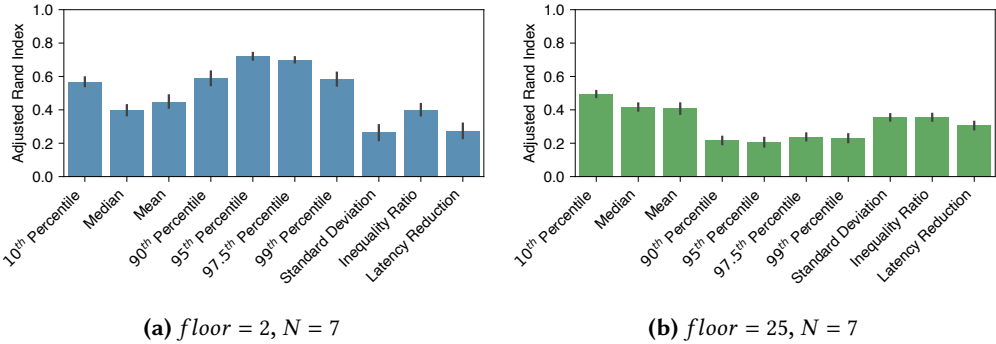 Adjusted Rand Index
1.0
0.8
0.6
0.4
0.2
0.0
10th Percentile
Median
Mean
90th Percentile
95th Percentile
97.5th Percentile
99th Percentile
Standard Deviation
Inequality Ratio
Latency Reduction
(a) floor = 2, N = 7
Adjusted Rand Index
1.0
0.8
0.6
0.4
0.2
0.0
10th Percentile
Median
Mean
90th Percentile
95th Percentile
97.5th Percentile
99th Percentile
Standard Deviation
Inequality Ratio
Latency Reduction
(b) floor = 25, N = 7